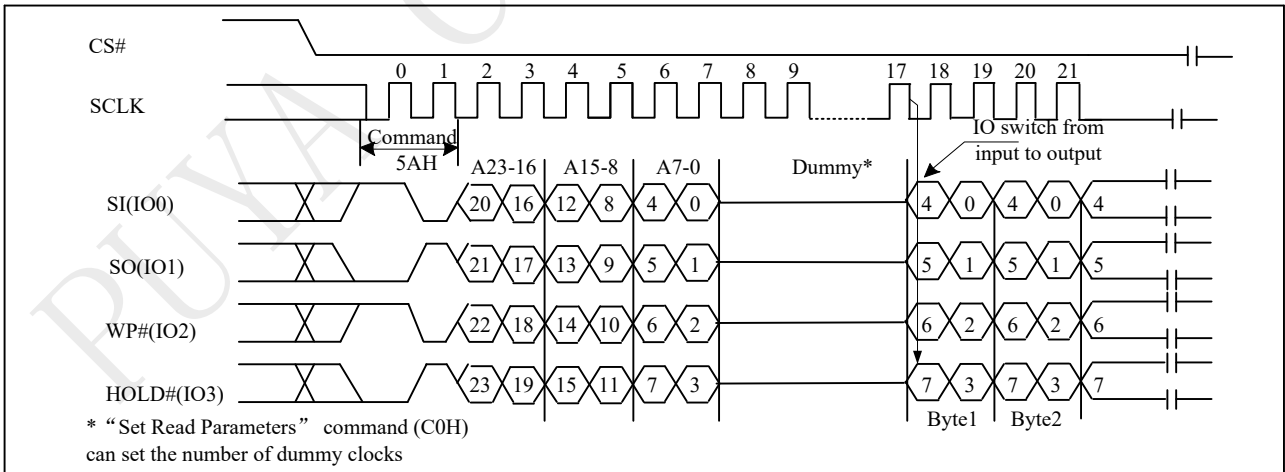 PUYA
CS#
0 1 2 3 4 5 6 7 8 9 17 18 19 20 21
SCLK
Command
5AH
IO switch from
input to output
A23-16 A15-8 A7-0 Dummy*
SI(IO0) 20 16 12 8 4 0 4 0 4 0 4
SO(IO1) 21 17 13 9 5 1 5 1 5 1 5
WP#(IO2) 22 18 14 10 6 2 6 2 6 2 6
HOLD#(IO3) 23 19 15 11 7 3 7 3 7 3 7
Byte1 Byte2
* “Set Read Parameters” command (C0H)
can set the number of dummy clocks